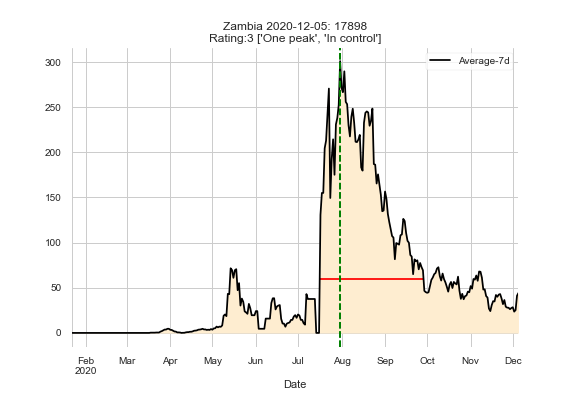 Zambia 2020-12-05: 17898
Rating:3 ['One peak', 'In control']
Average-7d
300
250
200
150
100
50
0
Feb Mar Apr May Jun Jul Aug Sep Oct Nov Dec
2020
Date